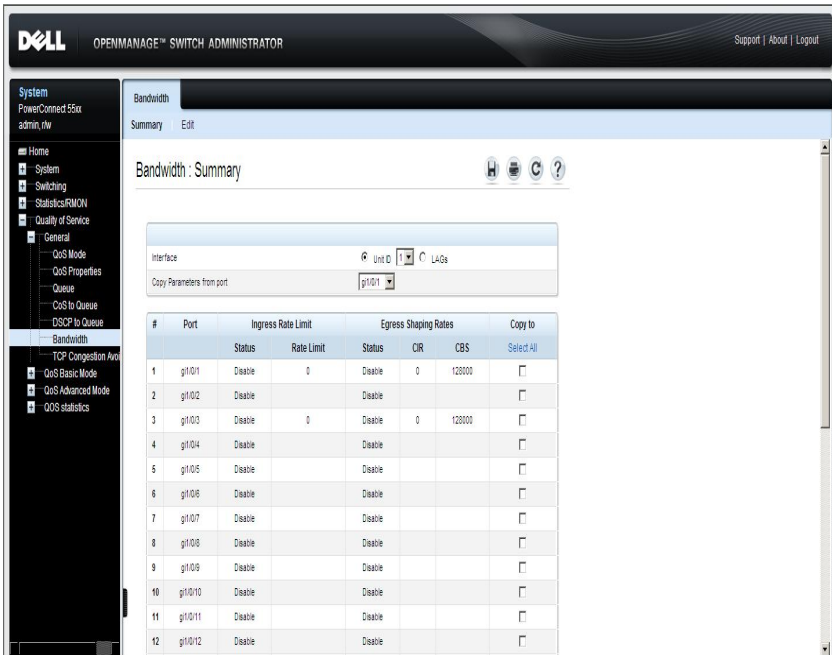 DELL OPENMANAGE™ SWITCH ADMINISTRATOR Support | About | Logout
System
PowerConnect 55xx
admin, r/w
Home
System
Switching
Statistics/RMON
Quality of Service
General
QoS Mode
QoS Properties
Queue
CoS to Queue
DSCP to Queue
Bandwidth
TCP Congestion Avoi
QoS Basic Mode
QoS Advanced Mode
QOS statistics
Bandwidth
Summary Edit
Bandwidth : Summary ?
Interface Unit ID 1 LAGs
Copy Parameters from port gi1/0/1
# Port Ingress Rate Limit Egress Shaping Rates Copy to
Status Rate Limit Status CIR CBS Select All
1 gi1/0/1 Disable 0 Disable 0 128000
2 gi1/0/2 Disable Disable
3 gi1/0/3 Disable 0 Disable 0 128000
4 gi1/0/4 Disable Disable
5 gi1/0/5 Disable Disable
6 gi1/0/6 Disable Disable
7 gi1/0/7 Disable Disable
8 gi1/0/8 Disable Disable
9 gi1/0/9 Disable Disable
10 gi1/0/10 Disable Disable
11 gi1/0/11 Disable Disable
12 gi1/0/12 Disable Disable